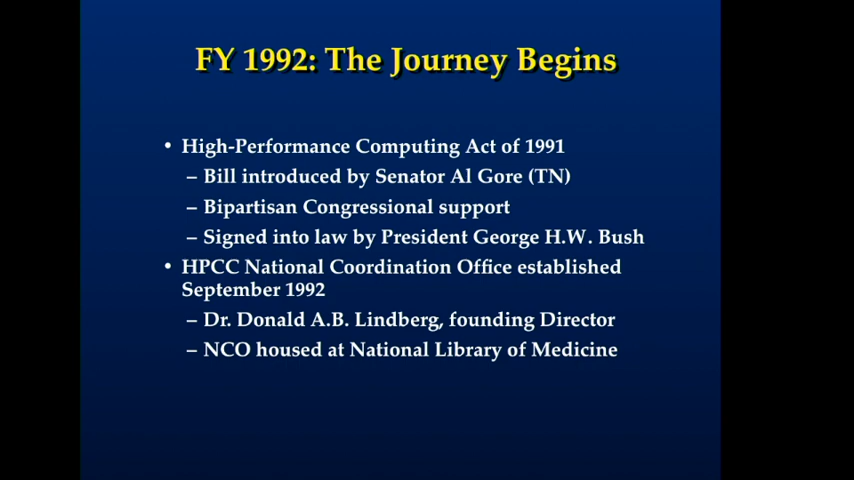 FY 1992: The Journey Begins
• High-Performance Computing Act of 1991
– Bill introduced by Senator Al Gore (TN)
– Bipartisan Congressional support
– Signed into law by President George H.W. Bush
• HPCC National Coordination Office established
September 1992
– Dr. Donald A.B. Lindberg, founding Director
– NCO housed at National Library of Medicine